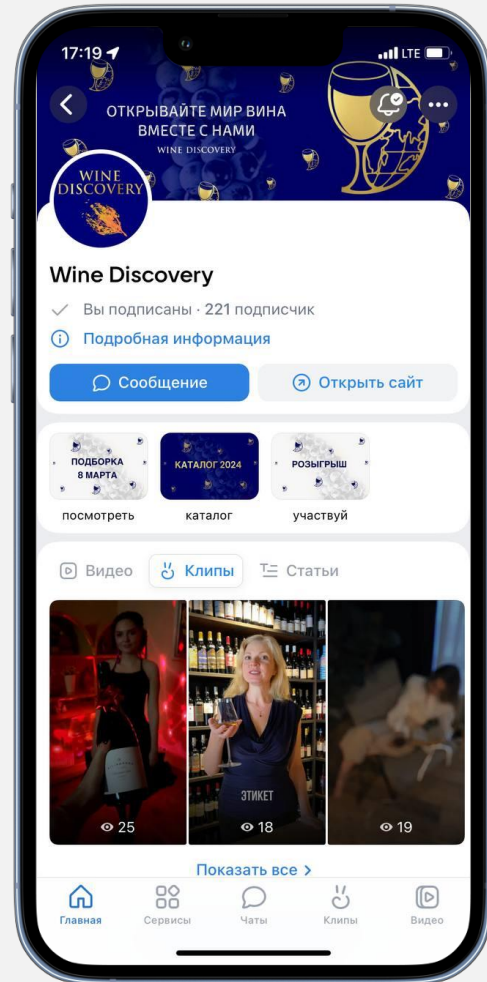 17:19
LTE
ОТКРЫВАЙТЕ МИР ВИНА
ВМЕСТЕ С НАМИ
WINE DISCOVERY
WINE
DISCOVERY
Wine Discovery
Вы подписаны · 221 подписчик
Подробная информация
Сообщение
Открыть сайт
ПОДБОРКА
8 МАРТА
КАТАЛОГ 2024
РОЗЫГРЫШ
посмотреть
каталог
участвуй
Видео
Клипы
Статьи
ЭТИКЕТ
25
18
19
Показать все
Главная
Сервисы
Чаты
Клипы
Видео